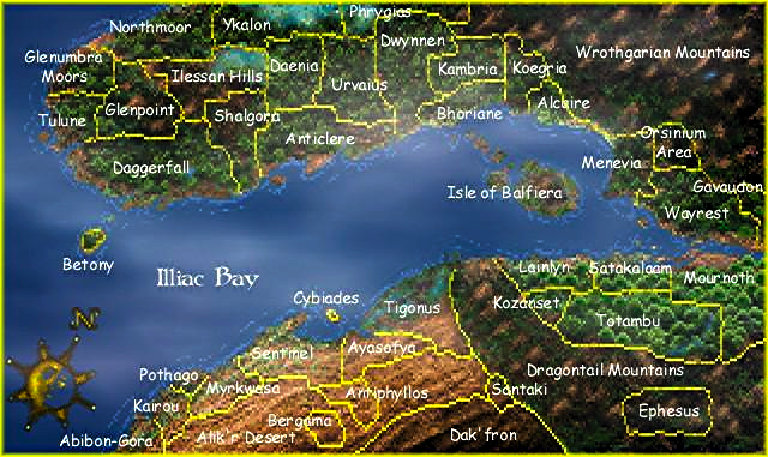 Northmoor
Ykalon
Phrygias
Dwynnen
Wrothgarian Mountains
Glenumbra
Moors
Ilessan Hills
Daenia
Urvaius
Kambria
Koegria
Tulune
Glenpoint
Shalgora
Anticlere
Bhoriane
Alcaire
Orsinium
Area
Menevia
Daggerfall
Isle of Balfiera
Gavaudon
Wayrest
Betony
Illiac Bay
Lainlyn
Satakalaam
Mournoth
Cybiades
Tigonus
Kozanset
Totambu
N
Sentinel
Ayasofya
Dragontail Mountains
Pothago
Myrkwasa
Antiphyllos
Santaki
Kairou
Bergama
Ephesus
Abibon-Gora
Alik'r Desert
Dak'fron